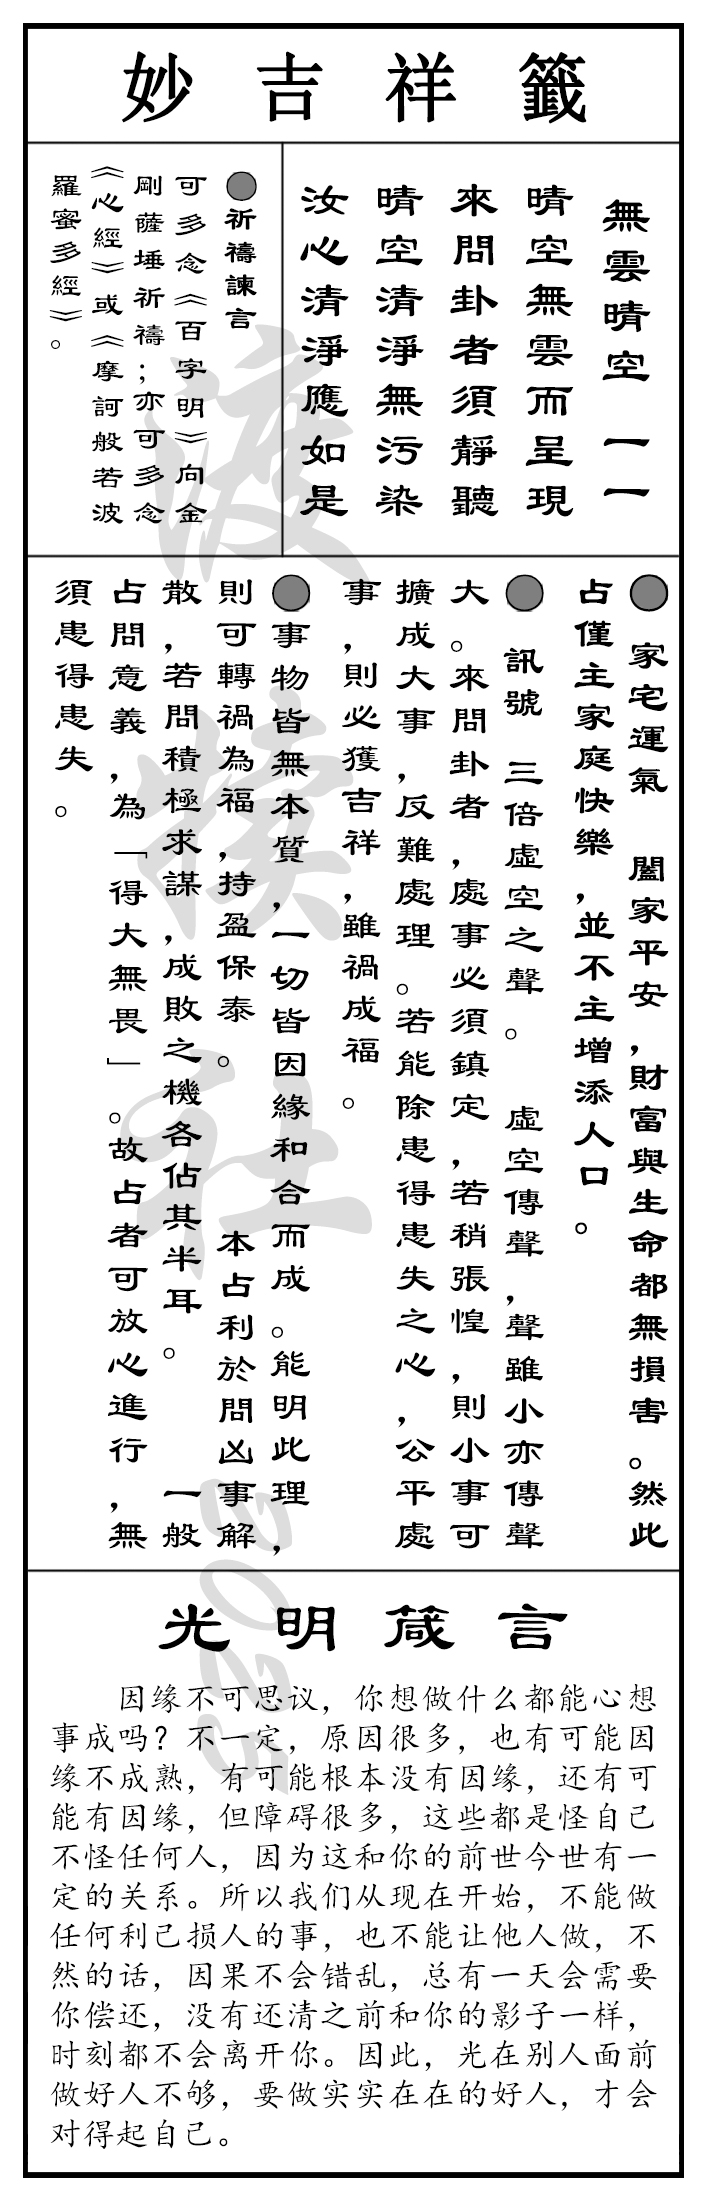 妙吉祥籤
無雲晴空 一一
晴空無雲而呈現
來問卦者須靜聽
晴空清淨無污染
汝心清淨應如是
●祈禱諫言
可多念《百字明》向金
剛薩埵祈禱；亦可多念
《心經》或《摩訶般若波
羅蜜多經》。
● 家宅運氣 闔家平安，財富與生命都無損害。然此
占僅主家庭快樂，並不主增添人口。
● 訊號 三倍虛空之聲。 虛空傳聲，聲雖小亦傳聲
大。來問卦者，處事必須鎮定，若稍張惶，則小事可
擴成大事，反難處理。若能除患得患失之心，公平處
事，則必獲吉祥，雖禍成福。
●事物皆無本質，一切皆因緣和合而成。能明此理，
則可轉禍為福，持盈保泰。 本占利於問凶事解
散，若問積極求謀，成敗之機各佔其半耳。 一般
占問意義，為「得大無畏」。故占者可放心進行，無
須患得患失。
光明箴言
因缘不可思议，你想做什么都能心想
事成吗？不一定，原因很多，也有可能因
缘不成熟，有可能根本没有因缘，还有可
能有因缘，但障碍很多，这些都是怪自己
不怪任何人，因为这和你的前世今世有一
定的关系。所以我们从现在开始，不能做
任何利己损人的事，也不能让他人做，不
然的话，因果不会错乱，总有一天会需要
你偿还，没有还清之前和你的影子一样，
时刻都不会离开你。因此，光在别人面前
做好人不够，要做实实在在的好人，才会
对得起自己。
渡犊社2025